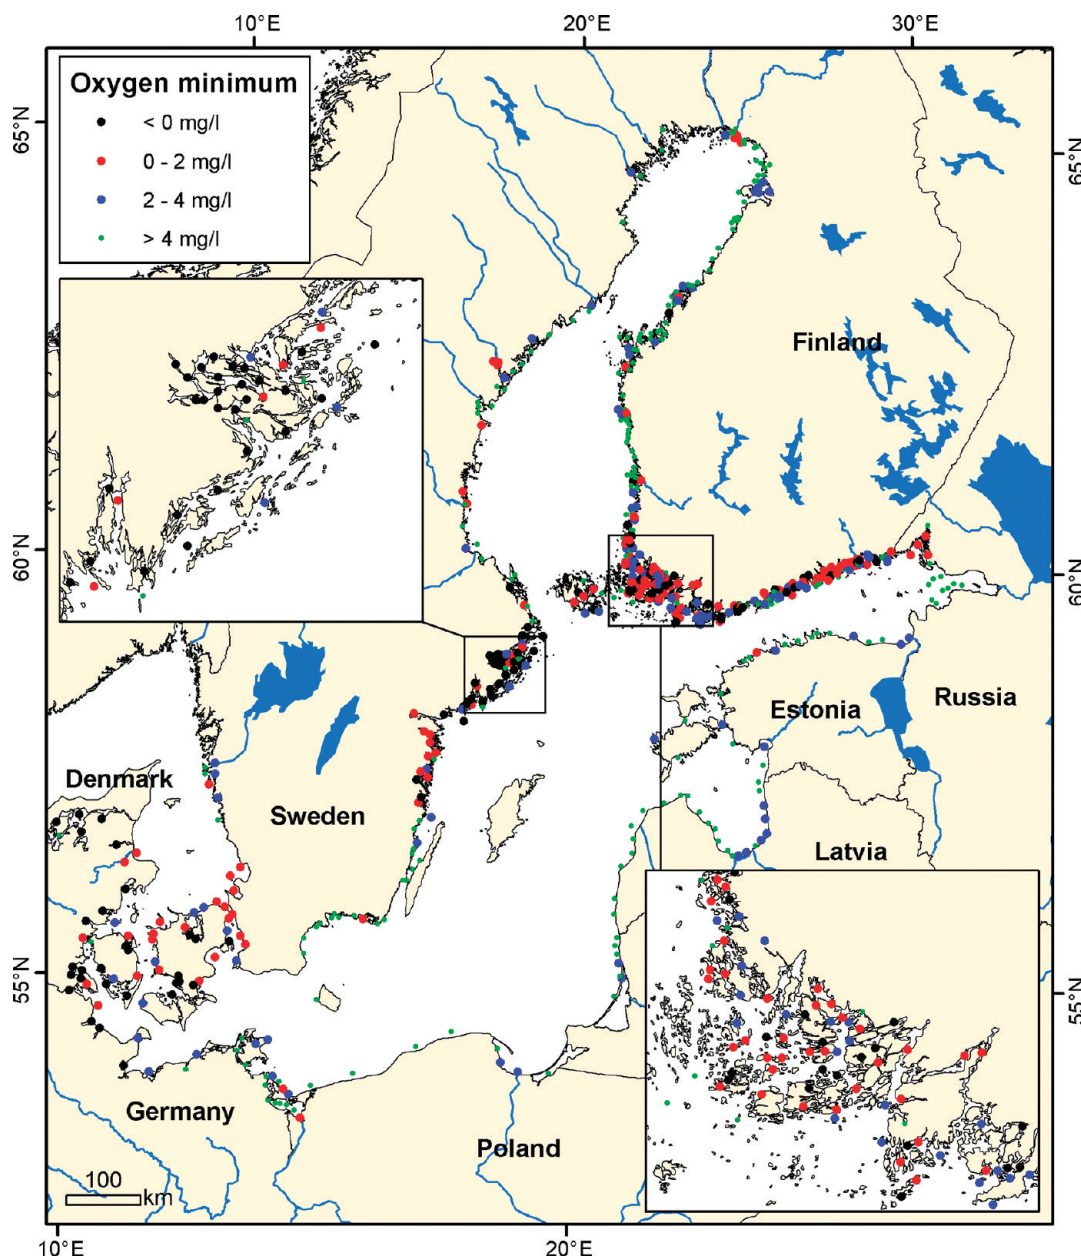 10°E
20°E
30°E
65°N
65°N
Oxygen minimum
< 0 mg/l
0 - 2 mg/l
2 - 4 mg/l
> 4 mg/l
Finland
60°N
60°N
Estonia
Russia
Denmark
Sweden
Latvia
55°N
55°N
Germany
Poland
100
km
10°E
20°E